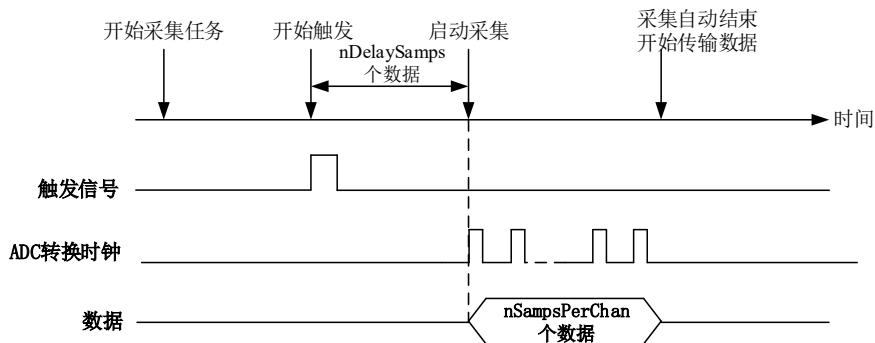 开始采集任务
开始触发
启动采集
采集自动结束
开始传输数据
nDelaySamps
个数据
时间
触发信号
ADC转换时钟
数据
nSampsPerChan
个数据